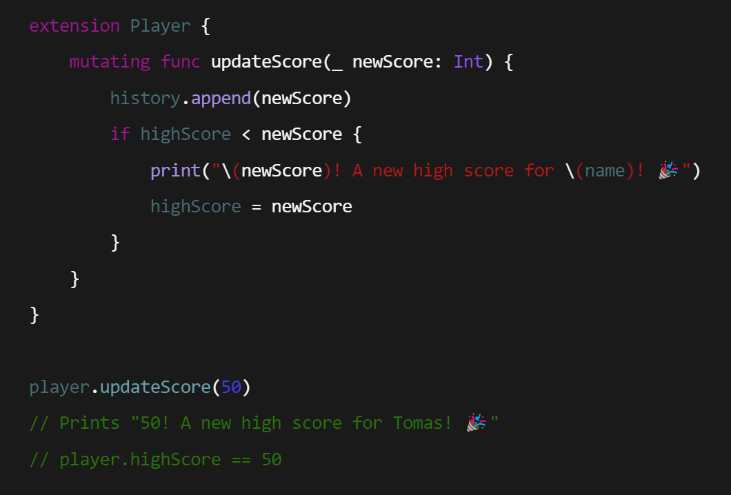 extension Player {
    mutating func updateScore(_ newScore: Int) {
        history.append(newScore)
        if highScore < newScore {
            print("\(newScore)! A new high score for \(name)! 🎉")
            highScore = newScore
        }
    }
}

player.updateScore(50)
// Prints "50! A new high score for Tomas! 🎉"
// player.highScore == 50